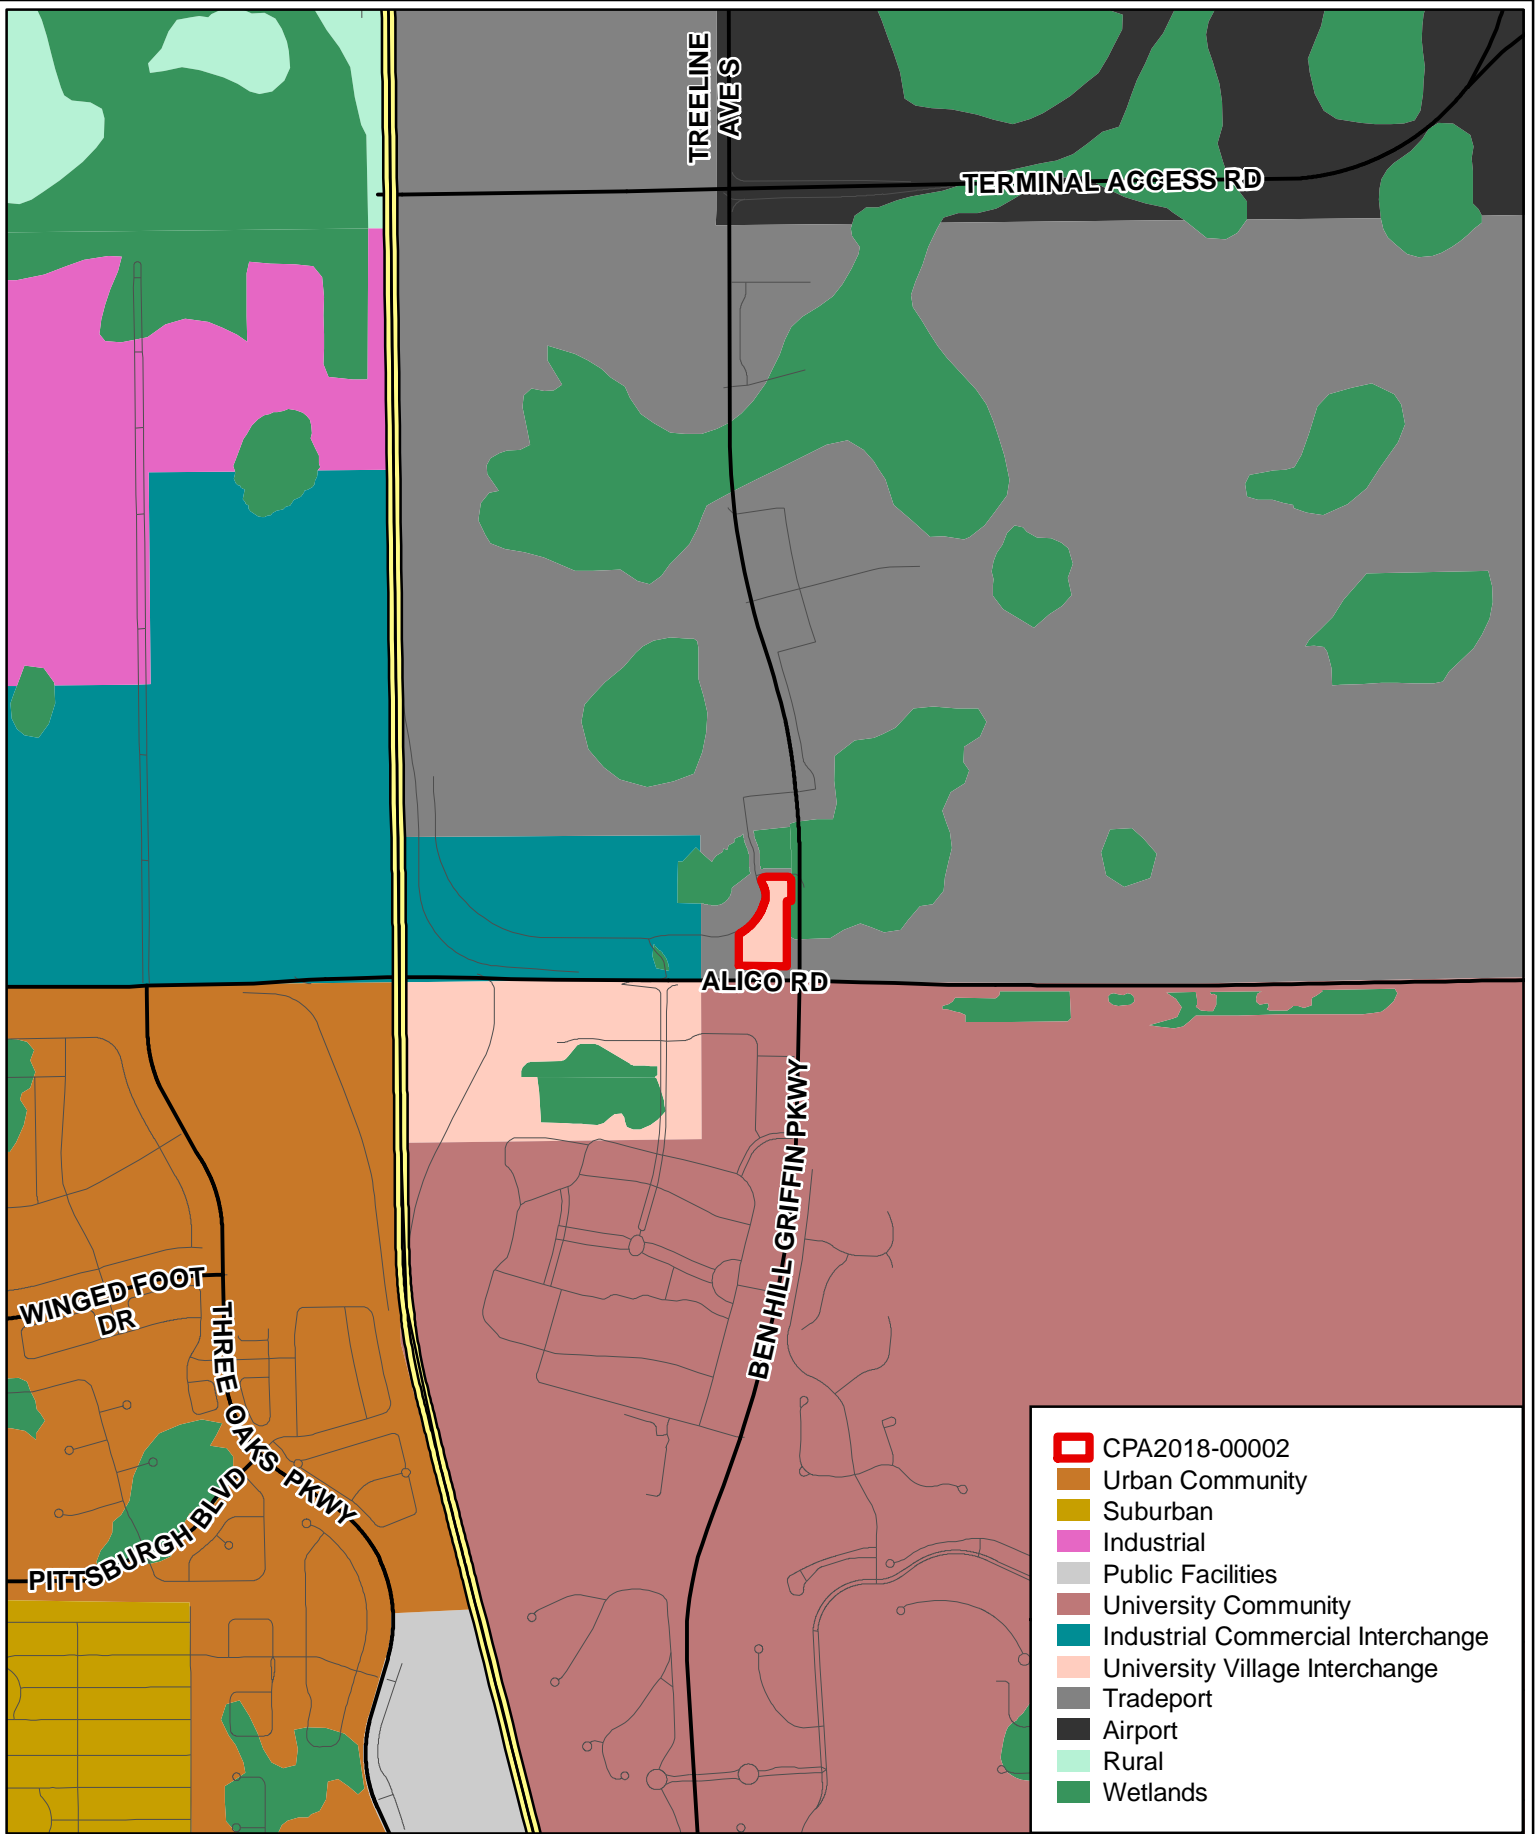 TREELINE
AVE S
TERMINAL ACCESS RD
ALICO RD
BEN HILL GRIFFIN PKWY
WINGED FOOT
DR
THREE OAKS PKWY
PITTSBURGH BLVD
CPA2018-00002
Urban Community
Suburban
Industrial
Public Facilities
University Community
Industrial Commercial Interchange
University Village Interchange
Tradeport
Airport
Rural
Wetlands